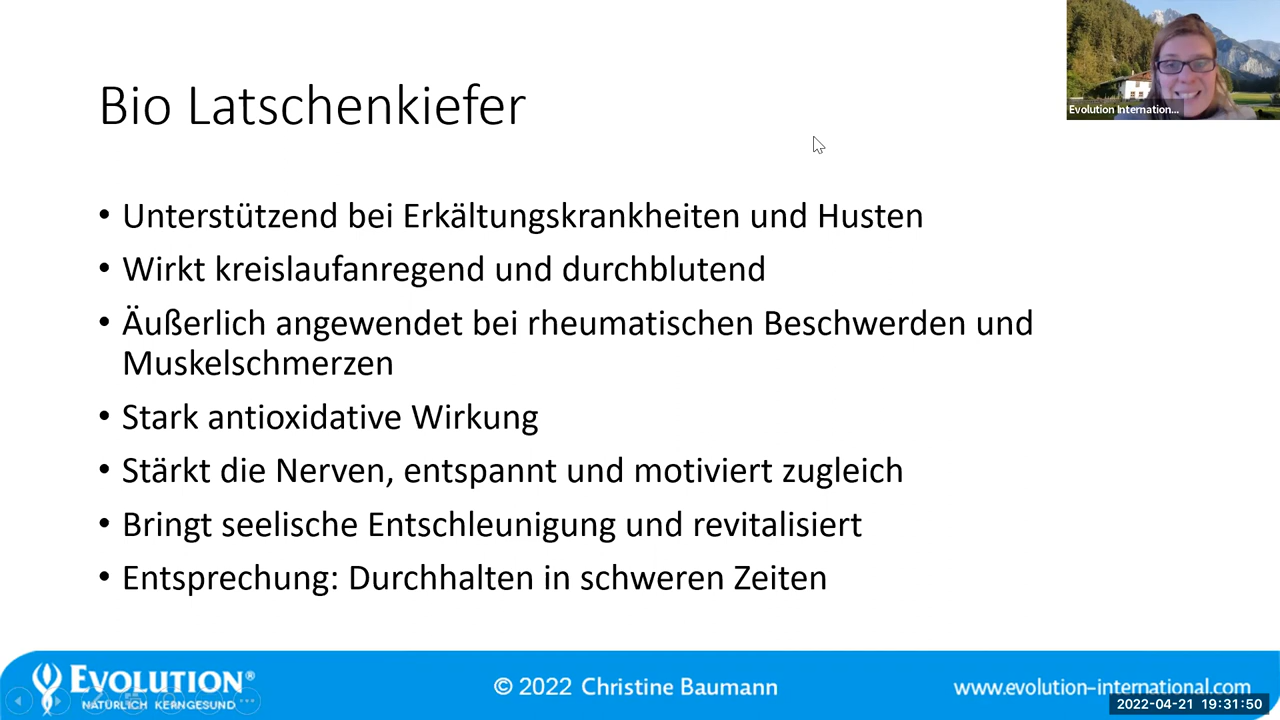 Evolution Internation...
Bio Latschenkiefer
• Unterstützend bei Erkältungskrankheiten und Husten
• Wirkt kreislaufanregend und durchblutend
• Äußerlich angewendet bei rheumatischen Beschwerden und
Muskelschmerzen
• Stark antioxidative Wirkung
• Stärkt die Nerven, entspannt und motiviert zugleich
• Bringt seelische Entschleunigung und revitalisiert
• Entsprechung: Durchhalten in schweren Zeiten
EVOLUTION®
NATÜRLICH KERNGESUND
© 2022 Christine Baumann
www.evolution-international.com
2022-04-21 19:31:50